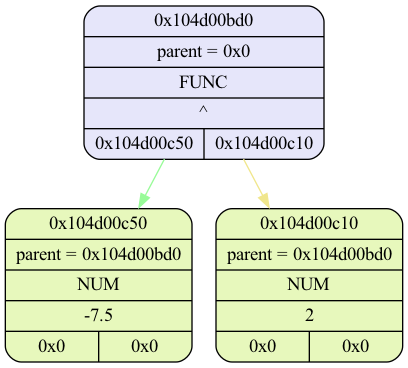 0x104d00bd0
parent = 0x0
FUNC
^
0x104d00c50 0x104d00c10
0x104d00c50
parent = 0x104d00bd0
NUM
-7.5
0x0 0x0
0x104d00c10
parent = 0x104d00bd0
NUM
2
0x0 0x0